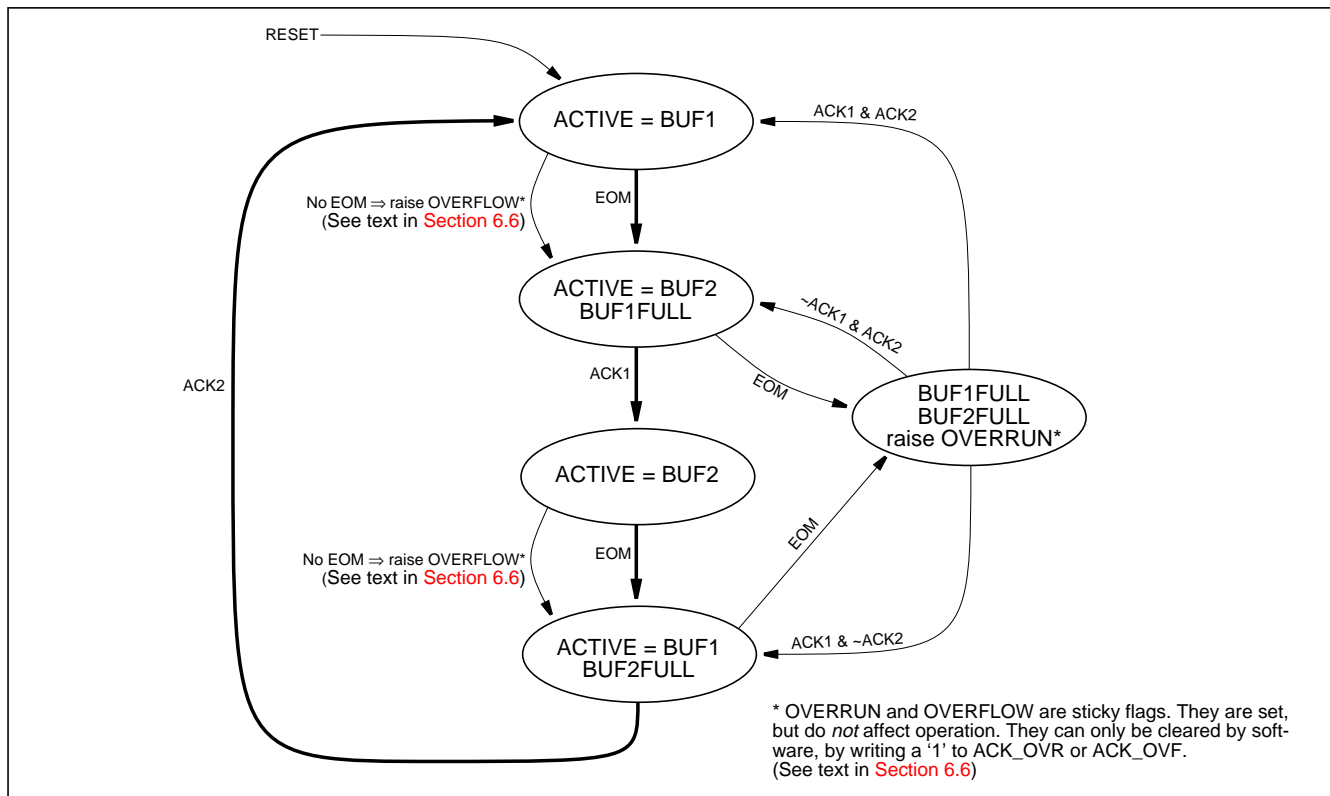 RESET
ACTIVE = BUF1
ACK1 & ACK2
EOM
No EOM ⇒ raise OVERFLOW*
(See text in Section 6.6)
ACTIVE = BUF2
BUF1FULL
~ACK1 & ACK2
EOM
ACK1
ACK2
BUF1FULL
BUF2FULL
raise OVERRUN*
ACTIVE = BUF2
EOM
No EOM ⇒ raise OVERFLOW*
(See text in Section 6.6)
EOM
ACTIVE = BUF1
BUF2FULL
ACK1 & ~ACK2
* OVERRUN and OVERFLOW are sticky flags. They are set,
but do not affect operation. They can only be cleared by soft-
ware, by writing a ‘1’ to ACK_OVR or ACK_OVF.
(See text in Section 6.6)